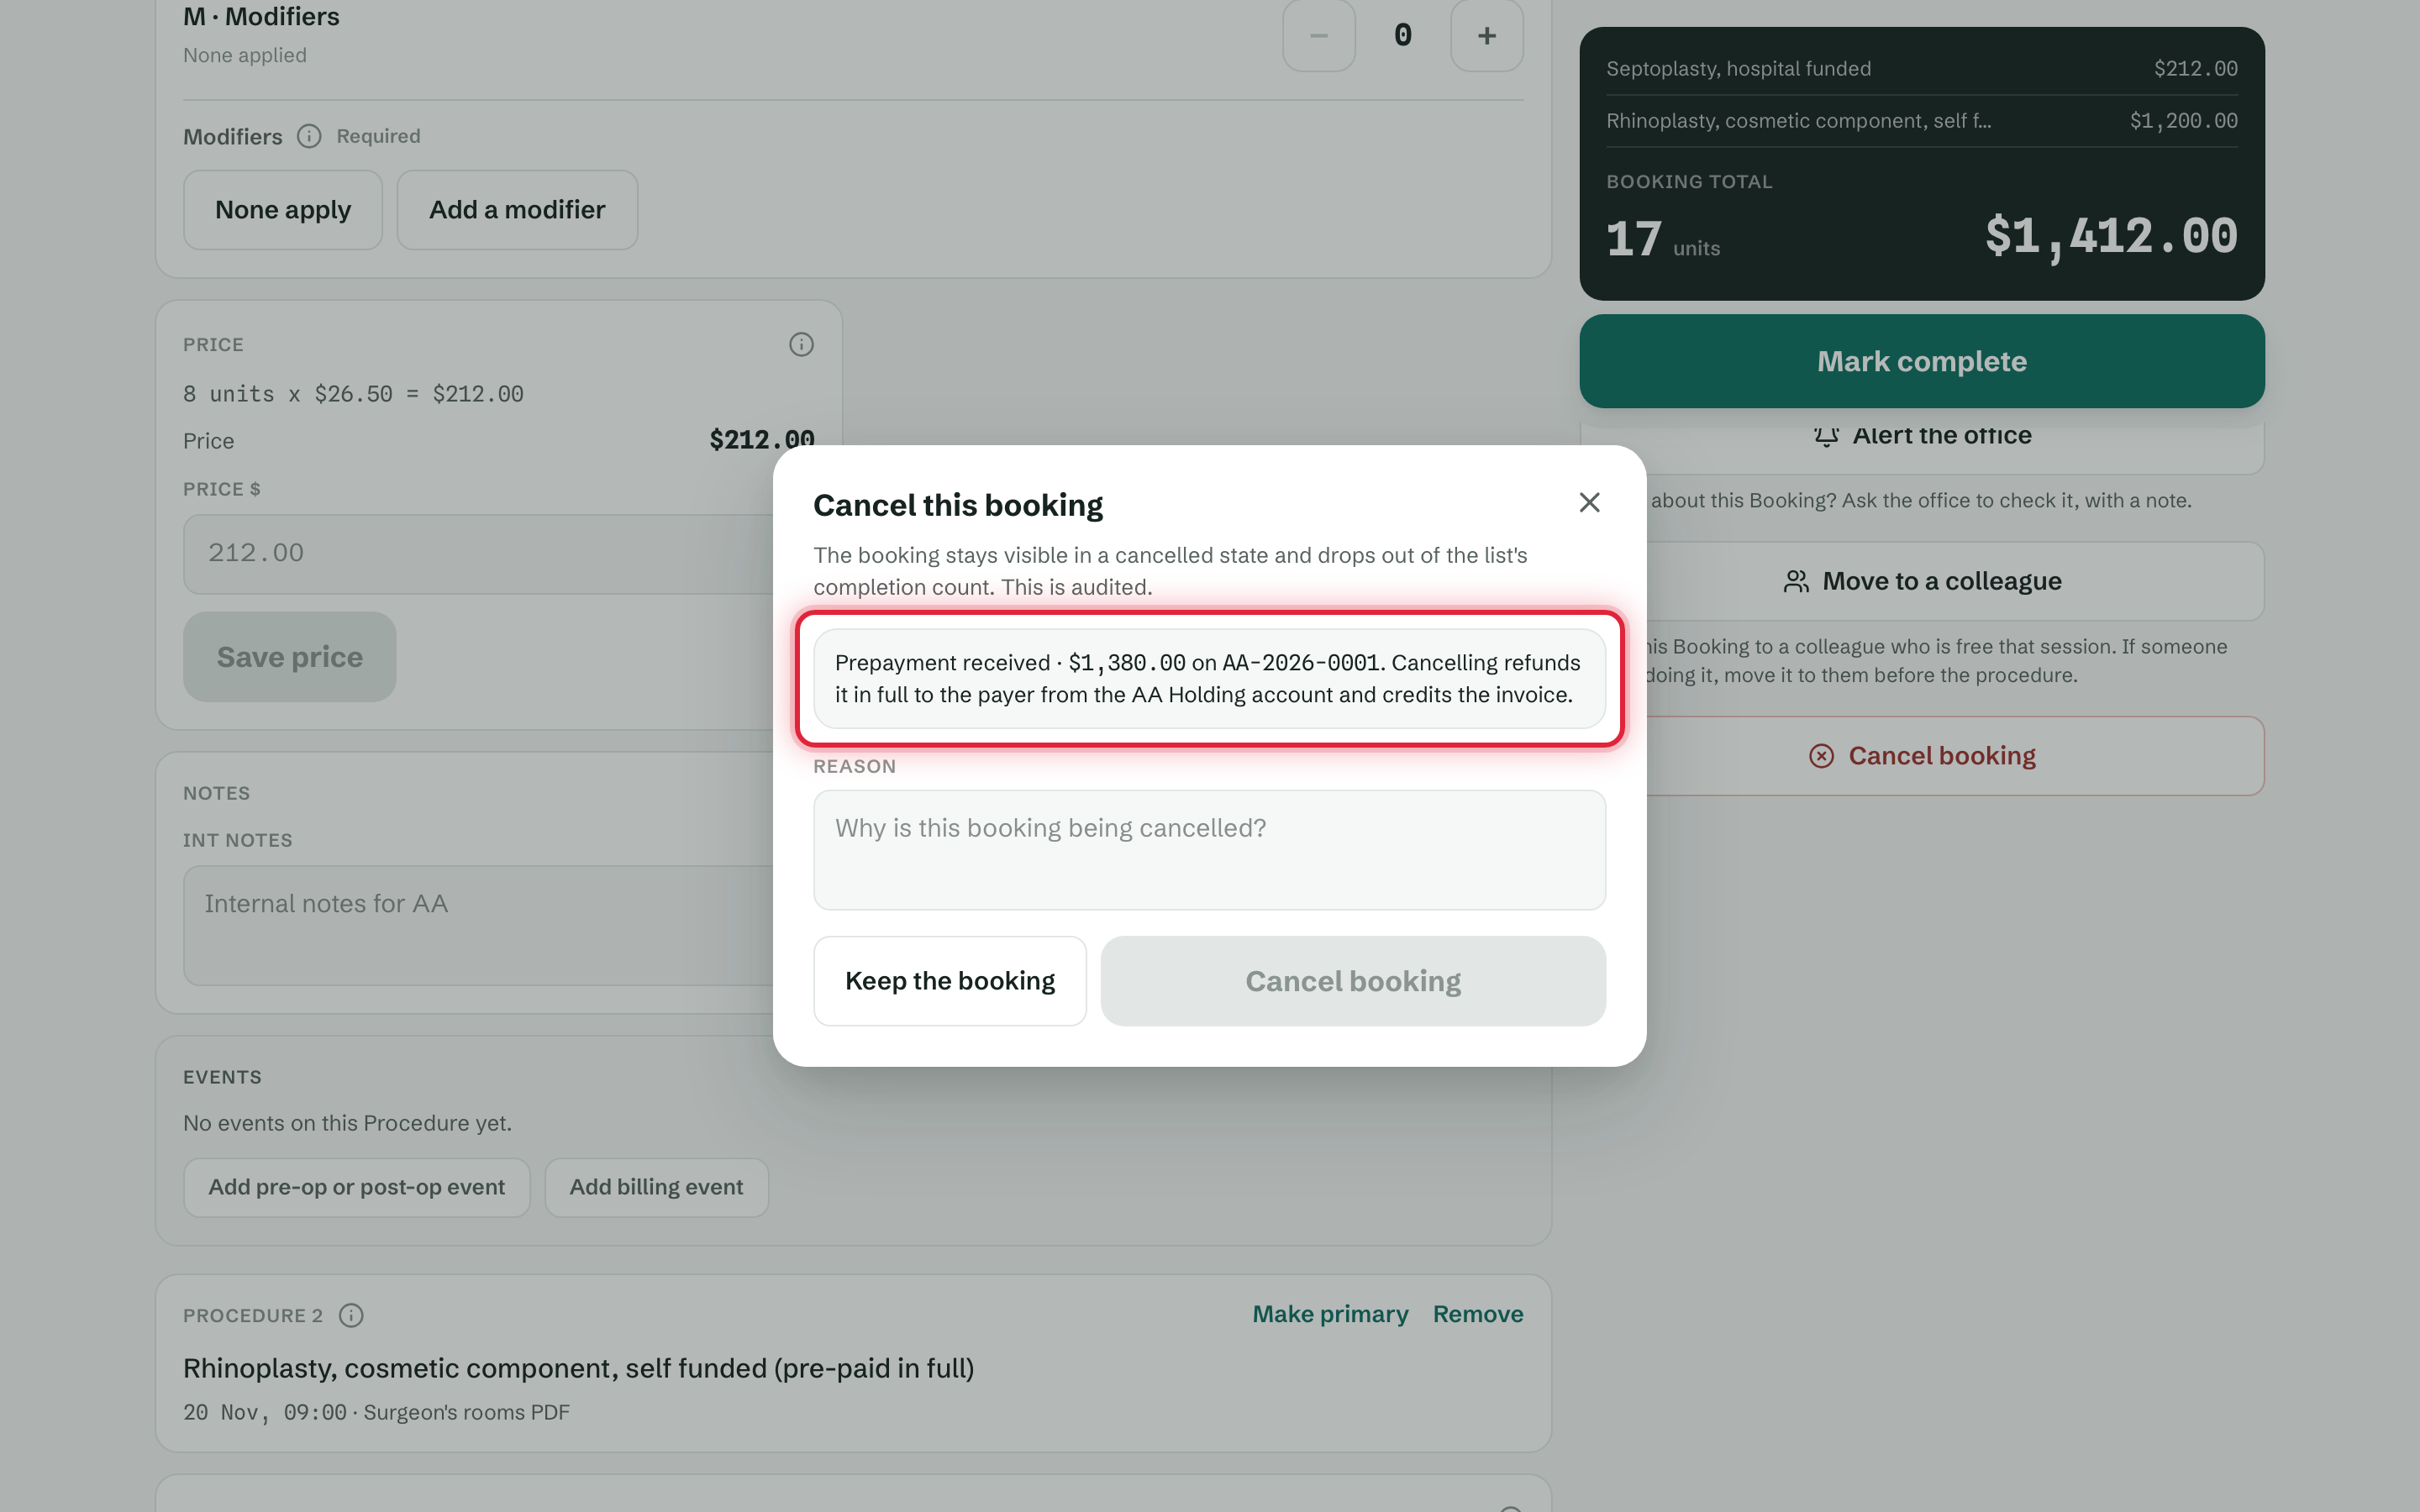 M · Modifiers
None applied
− 0 +
Modifiers Required
None apply
Add a modifier
PRICE
8 units x $26.50 = $212.00
Price $212.00
PRICE $
212.00
Save price
NOTES
INT NOTES
Internal notes for AA
EVENTS
No events on this Procedure yet.
Add pre-op or post-op event
Add billing event
PROCEDURE 2
Make primary
Remove
Rhinoplasty, cosmetic component, self funded (pre-paid in full)
20 Nov, 09:00 · Surgeon's rooms PDF
Septoplasty, hospital funded $212.00
Rhinoplasty, cosmetic component, self f... $1,200.00
BOOKING TOTAL
17 units $1,412.00
Mark complete
Alert the office
about this Booking? Ask the office to check it, with a note.
Move to a colleague
his Booking to a colleague who is free that session. If someone
doing it, move it to them before the procedure.
Cancel booking
Cancel this booking
The booking stays visible in a cancelled state and drops out of the list's
completion count. This is audited.
Prepayment received · $1,380.00 on AA-2026-0001. Cancelling refunds
it in full to the payer from the AA Holding account and credits the invoice.
REASON
Why is this booking being cancelled?
Keep the booking
Cancel booking